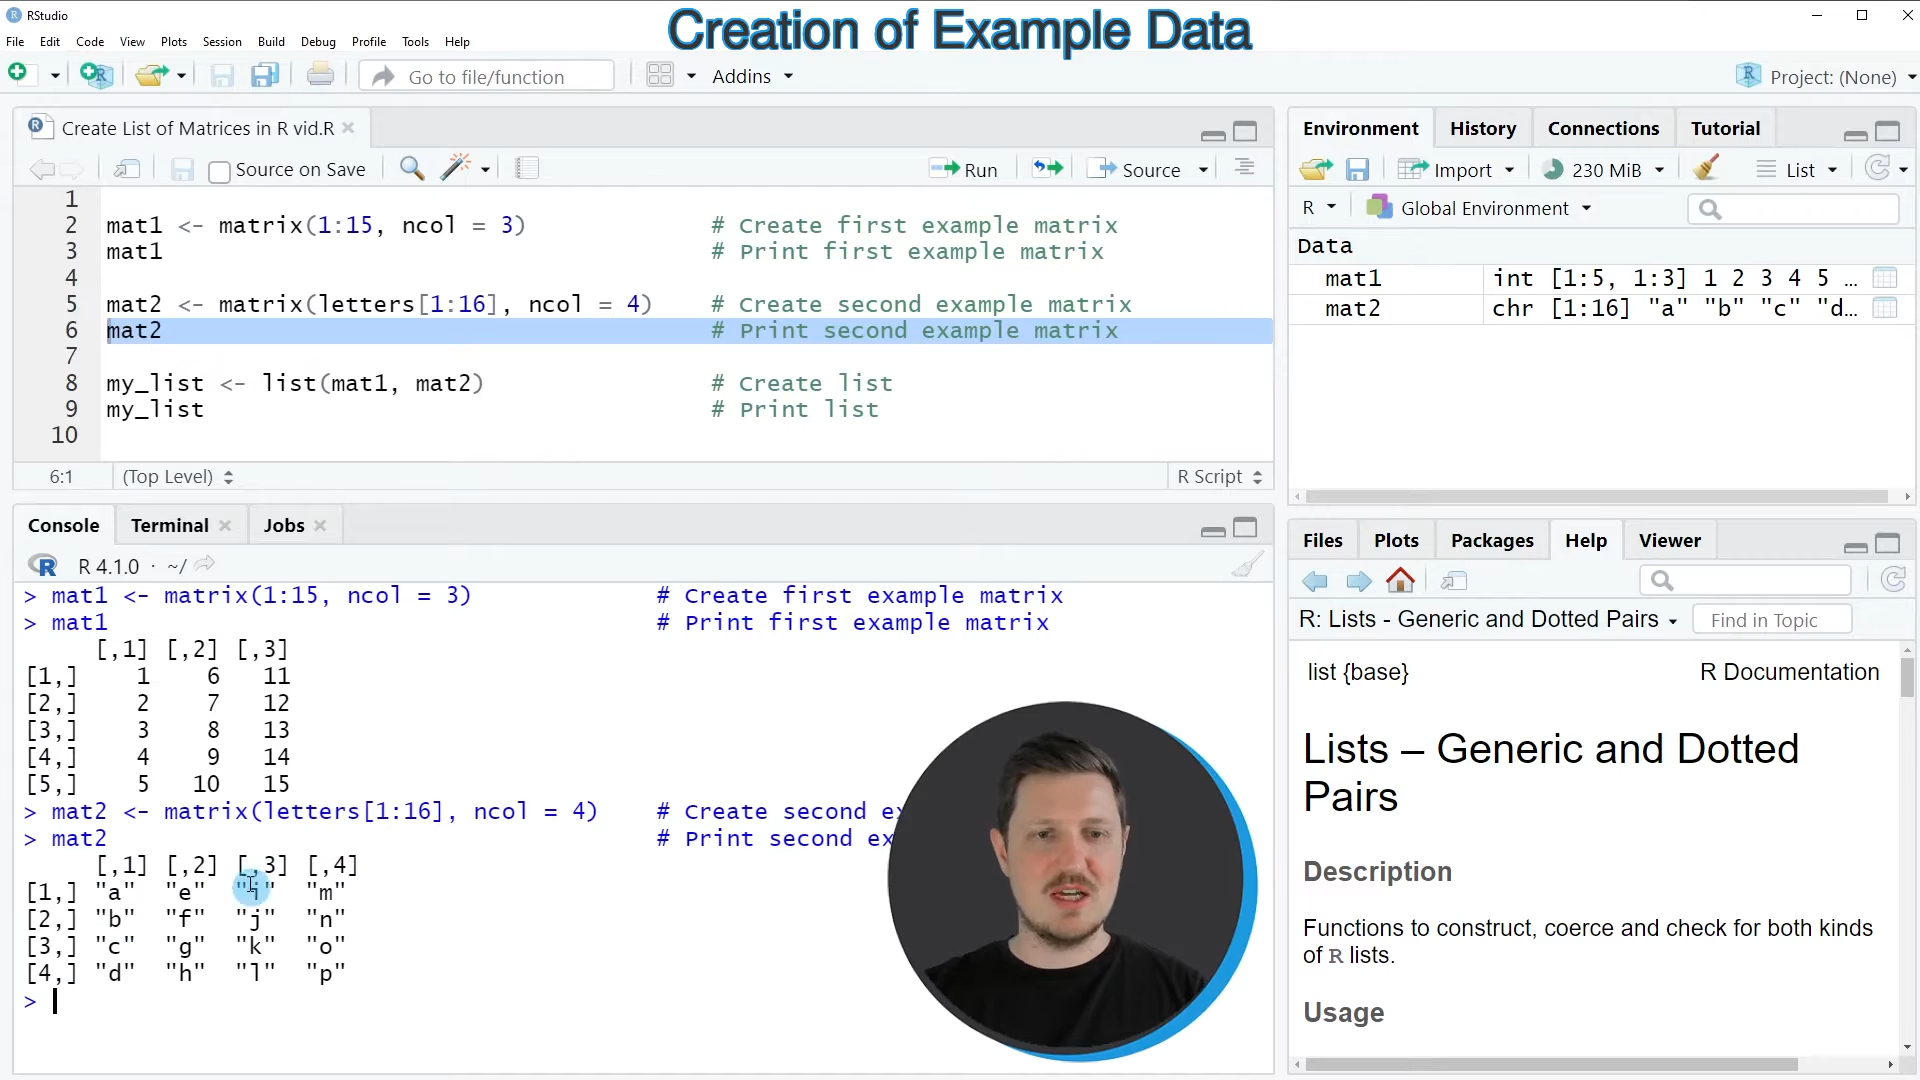 RStudio
Creation of Example Data
File Edit Code View Plots Session Build Debug Profile Tools Help
Go to file/function
Addins
Project: (None)
Create List of Matrices in R vid.R
Source on Save
Run
Source
1
2 mat1 <- matrix(1:15, ncol = 3) # Create first example matrix
3 mat1 # Print first example matrix
4
5 mat2 <- matrix(letters[1:16], ncol = 4) # Create second example matrix
6 mat2 # Print second example matrix
7
8 my_list <- list(mat1, mat2) # Create list
9 my_list # Print list
10
6:1 (Top Level) R Script
Console Terminal Jobs
R 4.1.0 · ~/
> mat1 <- matrix(1:15, ncol = 3) # Create first example matrix
> mat1 # Print first example matrix
[,1] [,2] [,3]
[1,] 1 6 11
[2,] 2 7 12
[3,] 3 8 13
[4,] 4 9 14
[5,] 5 10 15
> mat2 <- matrix(letters[1:16], ncol = 4) # Create second ex
> mat2 # Print second ex
[,1] [,2] [,3] [,4]
[1,] "a" "e" "i" "m"
[2,] "b" "f" "j" "n"
[3,] "c" "g" "k" "o"
[4,] "d" "h" "l" "p"
>
Environment History Connections Tutorial
Import 230 MiB List
R Global Environment
Data
mat1 int [1:5, 1:3] 1 2 3 4 5 ...
mat2 chr [1:16] "a" "b" "c" "d...
Files Plots Packages Help Viewer
R: Lists - Generic and Dotted Pairs Find in Topic
list {base} R Documentation
Lists – Generic and Dotted
Pairs
Description
Functions to construct, coerce and check for both kinds
of R lists.
Usage